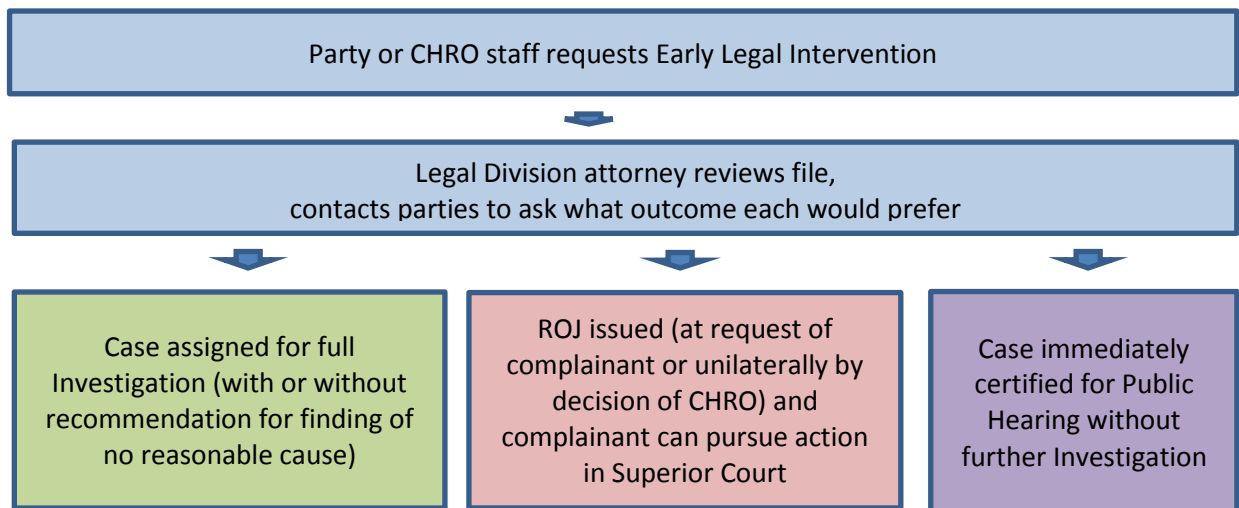 Party or CHRO staff requests Early Legal Intervention
Legal Division attorney reviews file,
contacts parties to ask what outcome each would prefer
Case assigned for full
Investigation (with or without
recommendation for finding of
no reasonable cause)
ROJ issued (at request of
complainant or unilaterally by
decision of CHRO) and
complainant can pursue action
in Superior Court
Case immediately
certified for Public
Hearing without
further Investigation